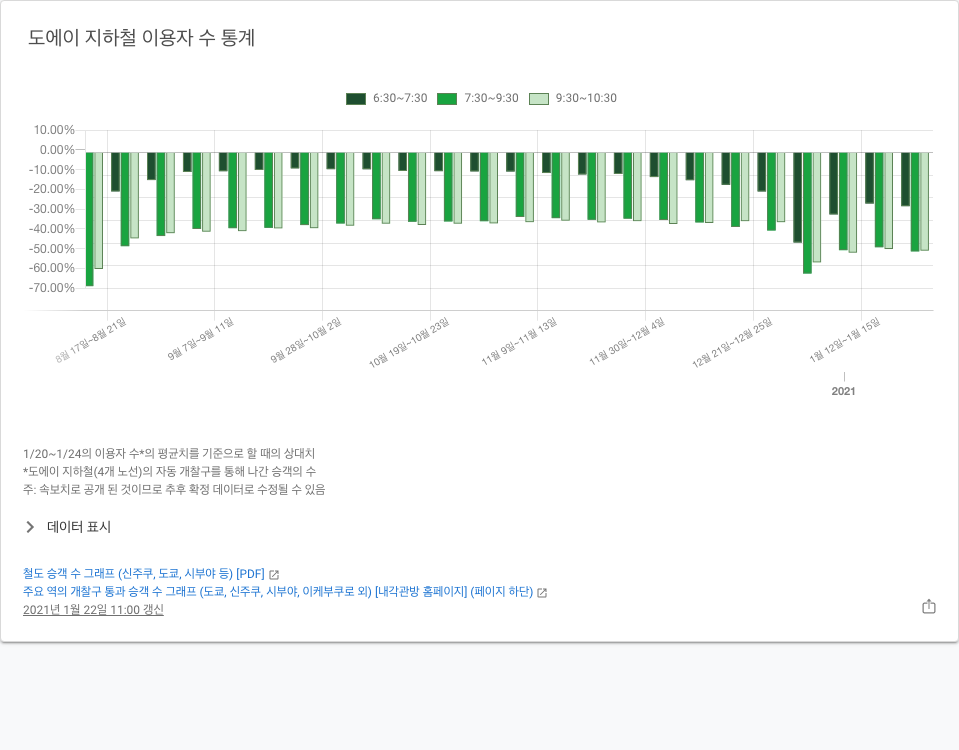 도에이 지하철 이용자 수 통계
6:30~7:30 7:30~9:30 9:30~10:30
10.00%
0.00%
-10.00%
-20.00%
-30.00%
-40.00%
-50.00%
-60.00%
-70.00%
8월 17일~8월 21일
9월 7일~9월 11일
9월 28일~10월 2일
10월 19일~10월 23일
11월 9일~11월 13일
11월 30일~12월 4일
12월 21일~12월 25일
1월 12일~1월 15일
2021
1/20~1/24의 이용자 수*의 평균치를 기준으로 할 때의 상대치
*도에이 지하철(4개 노선)의 자동 개찰구를 통해 나간 승객의 수
주: 속보치로 공개 된 것이므로 추후 확정 데이터로 수정될 수 있음
데이터 표시
철도 승객 수 그래프 (신주쿠, 도쿄, 시부야 등) [PDF]
주요 역의 개찰구 통과 승객 수 그래프 (도쿄, 신주쿠, 시부야, 이케부쿠로 외) [내각관방 홈페이지] (페이지 하단)
2021년 1월 22일 11:00 갱신